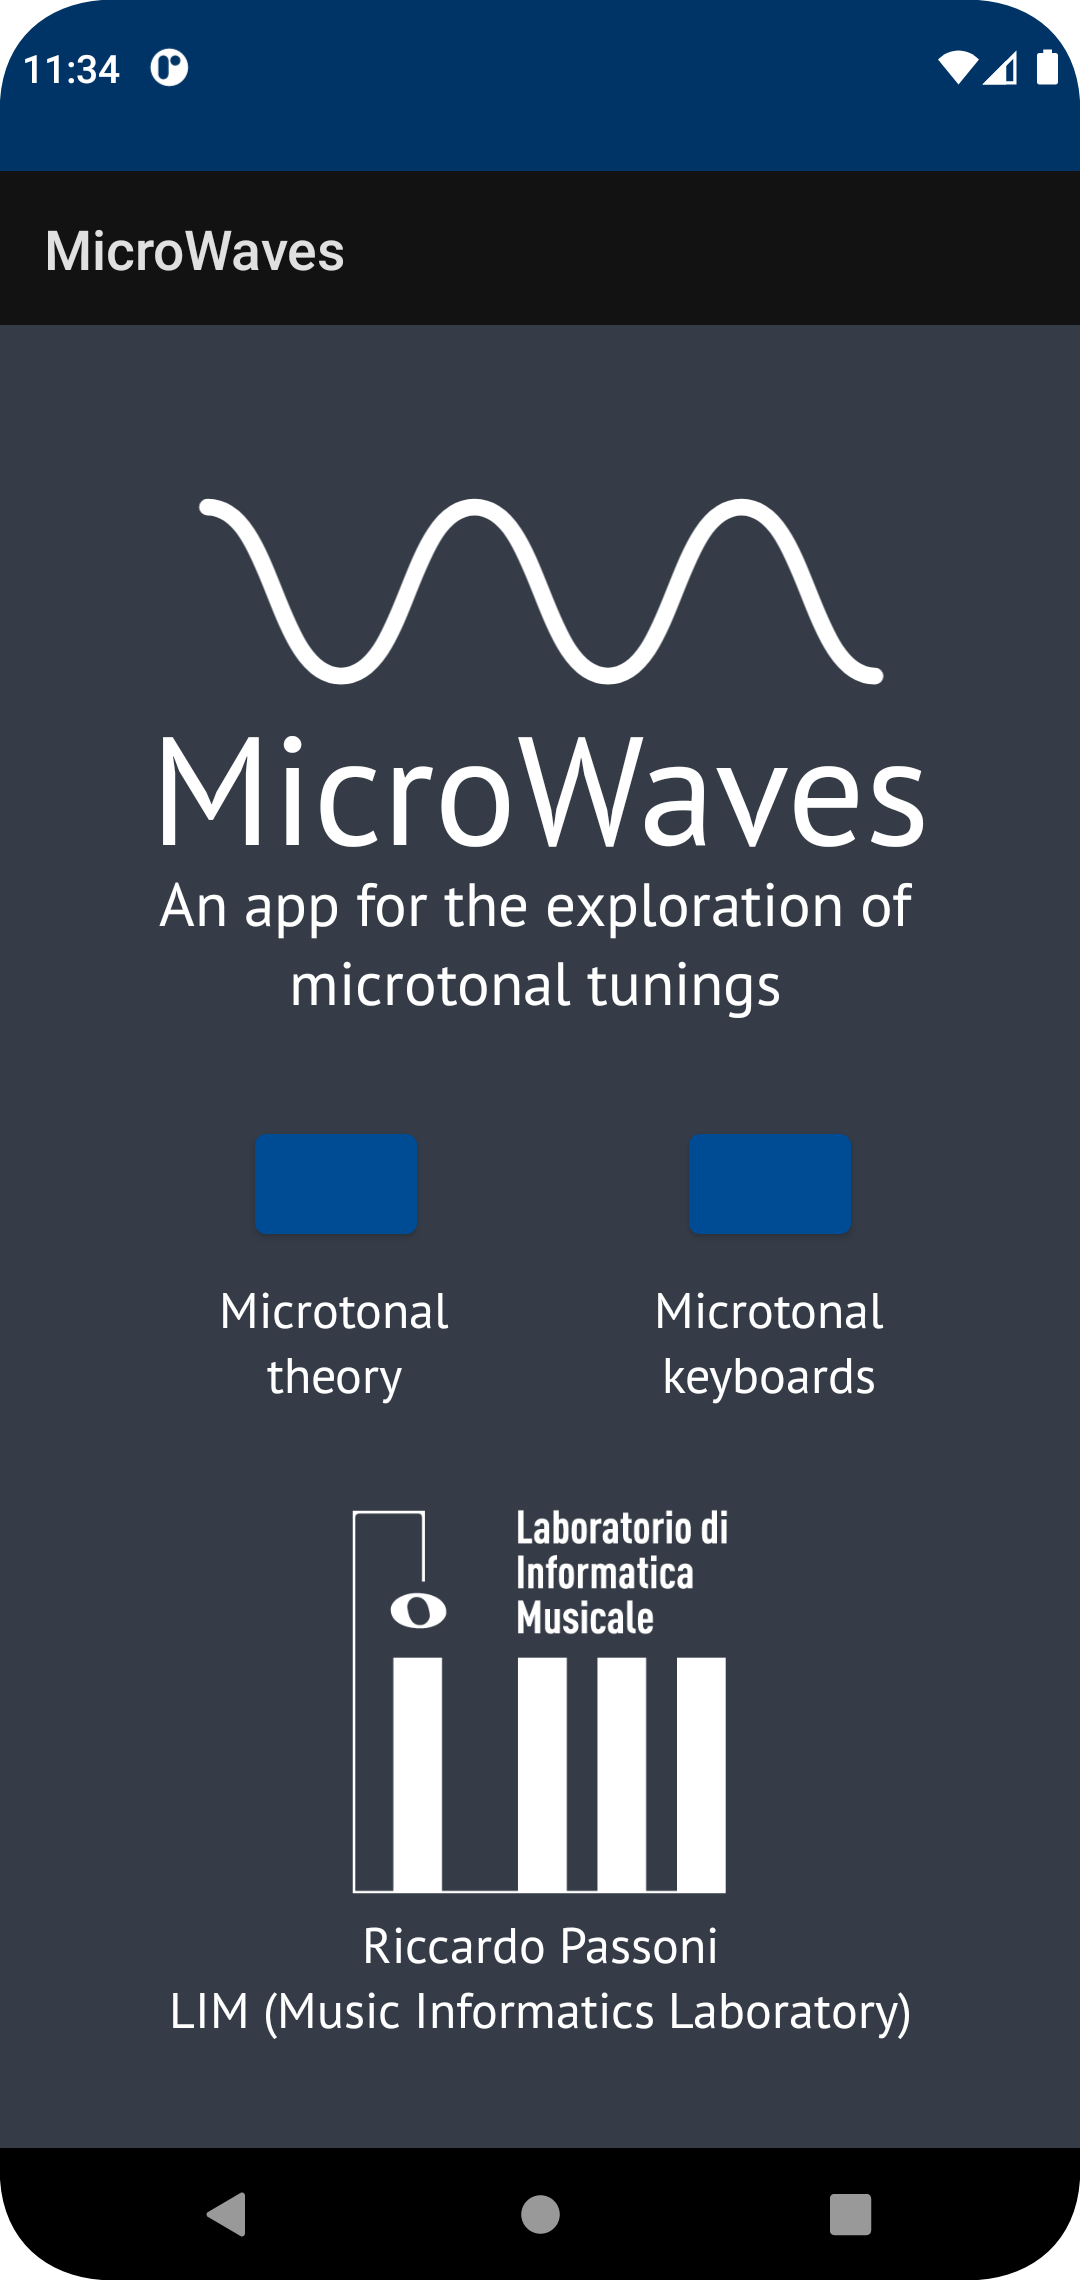 11:34
MicroWaves
MicroWaves
An app for the exploration of
microtonal tunings
Microtonal
theory
Microtonal
keyboards
Laboratorio di
Informatica
Musicale
Riccardo Passoni
LIM (Music Informatics Laboratory)